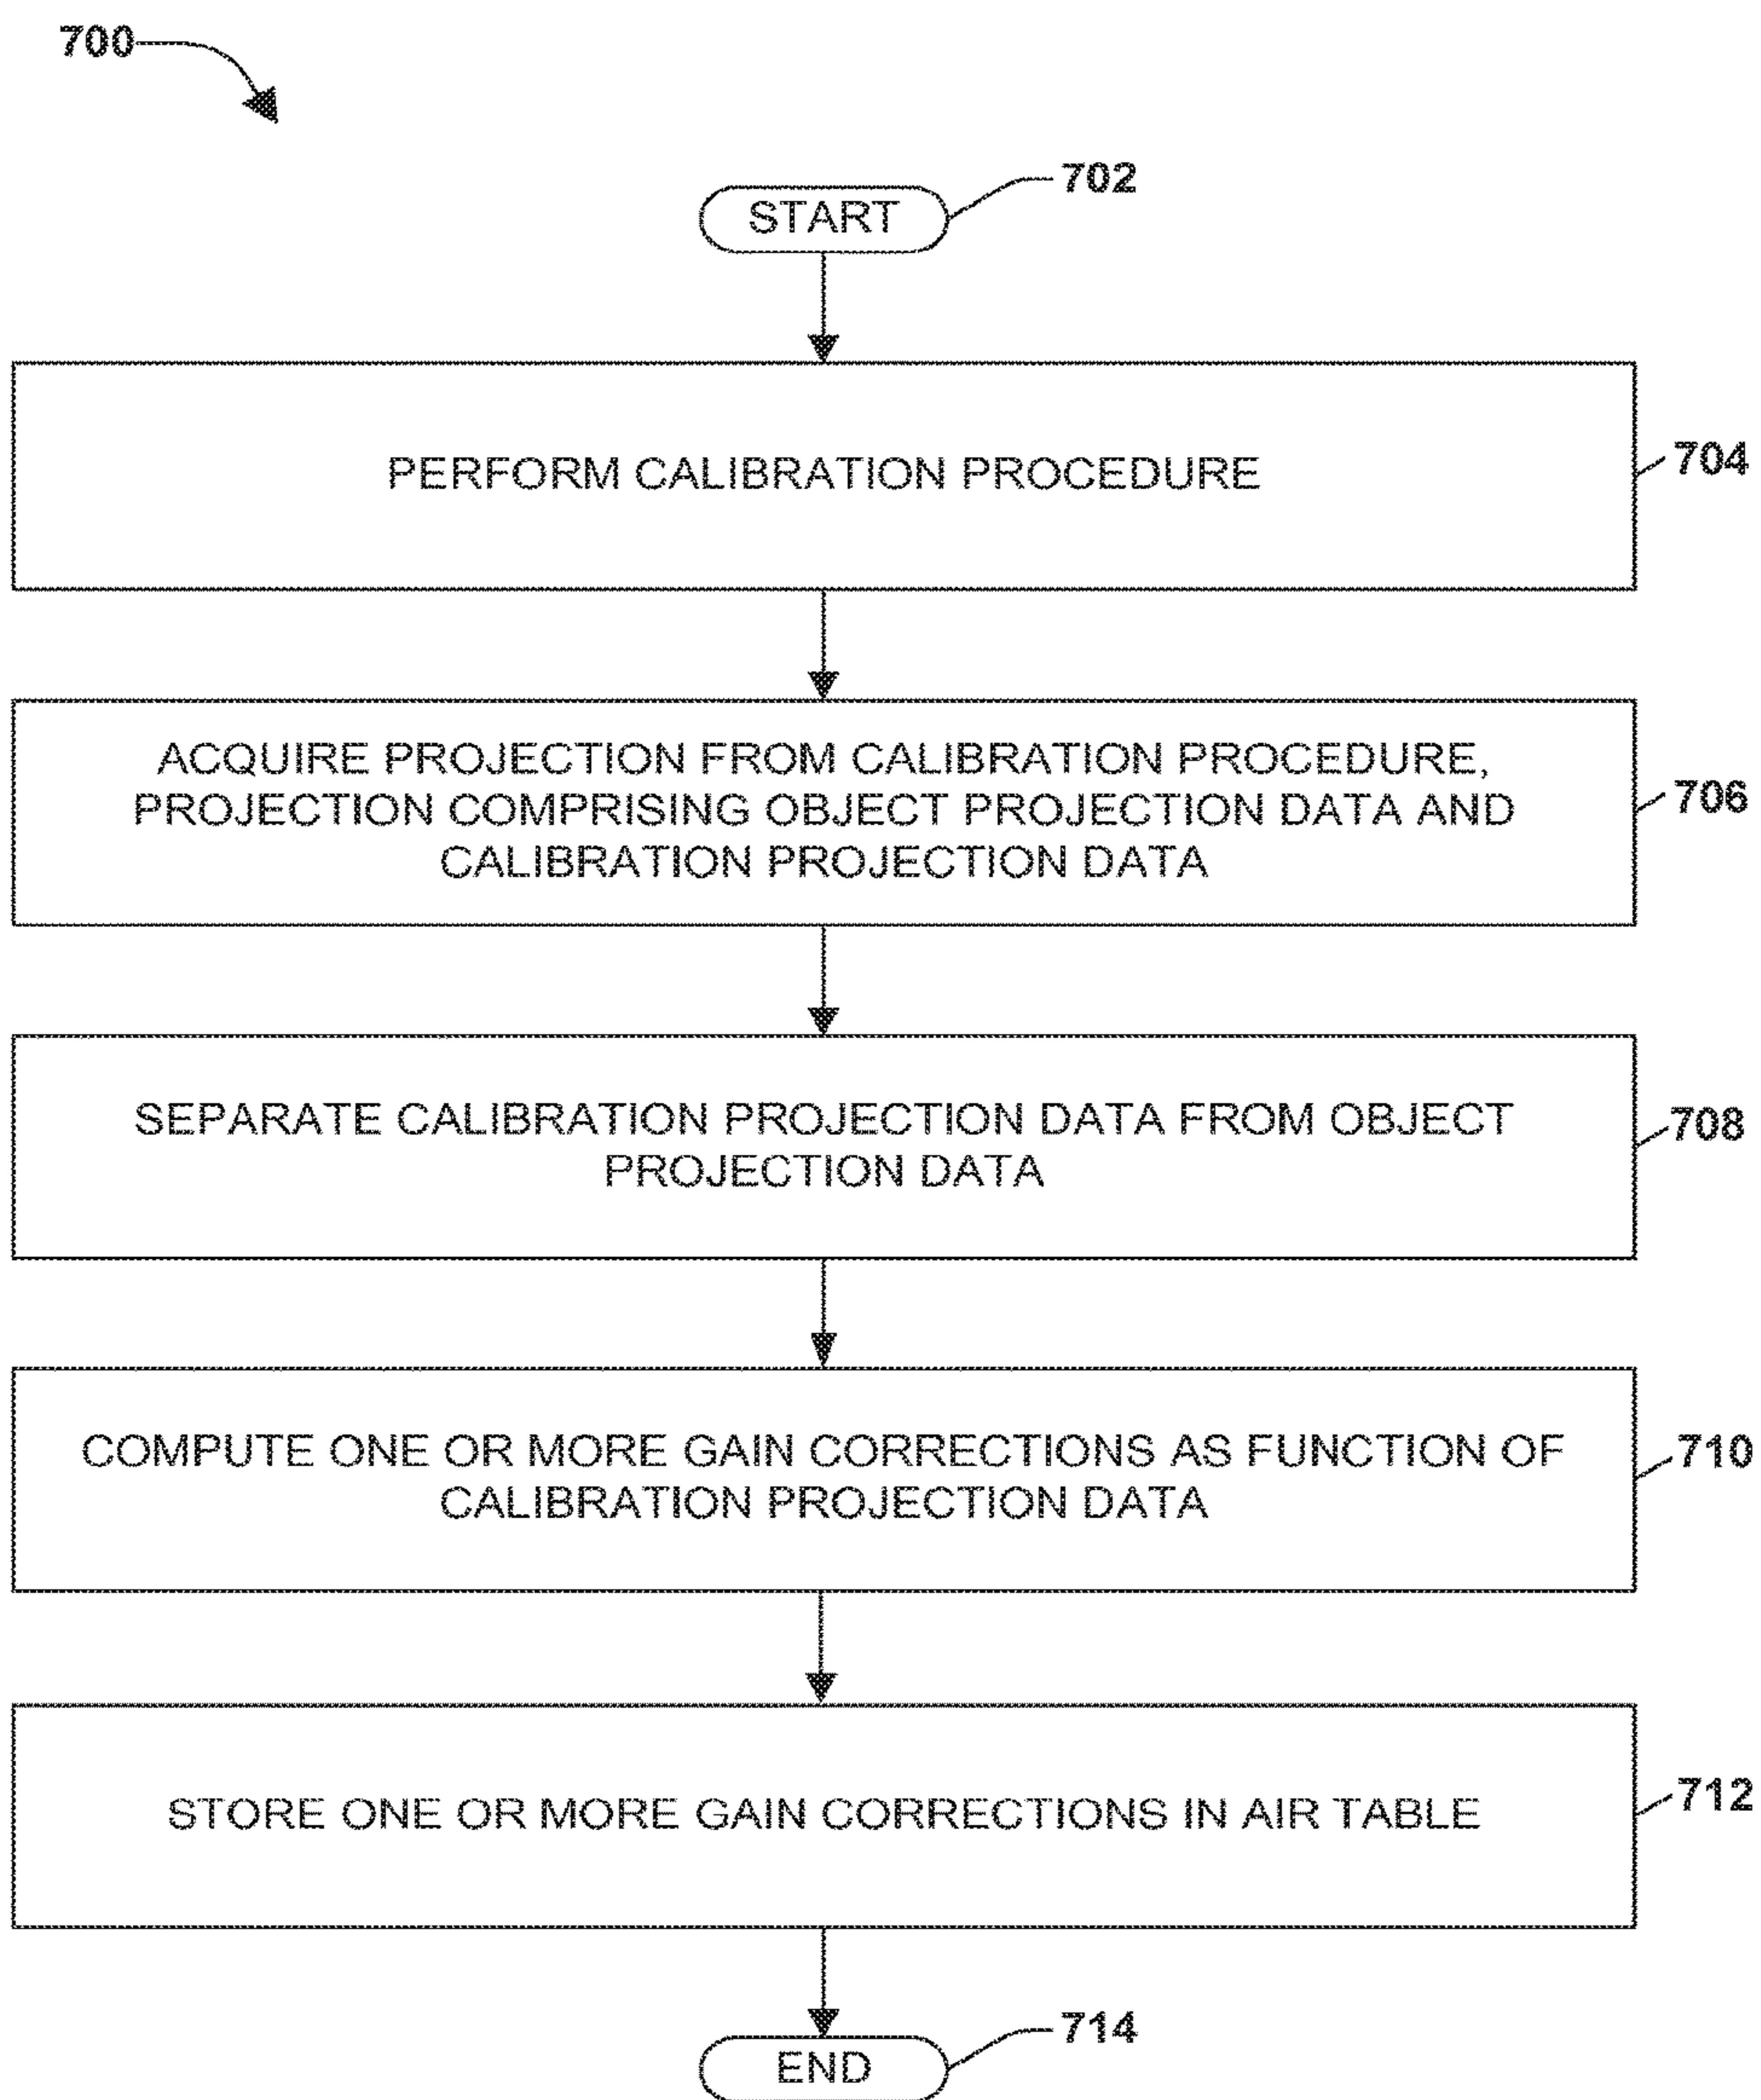 700
702
START
PERFORM CALIBRATION PROCEDURE
704
ACQUIRE PROJECTION FROM CALIBRATION PROCEDURE,
PROJECTION COMPRISING OBJECT PROJECTION DATA AND
CALIBRATION PROJECTION DATA
706
SEPARATE CALIBRATION PROJECTION DATA FROM OBJECT
PROJECTION DATA
708
COMPUTE ONE OR MORE GAIN CORRECTIONS AS FUNCTION OF
CALIBRATION PROJECTION DATA
710
STORE ONE OR MORE GAIN CORRECTIONS IN AIR TABLE
712
714
END